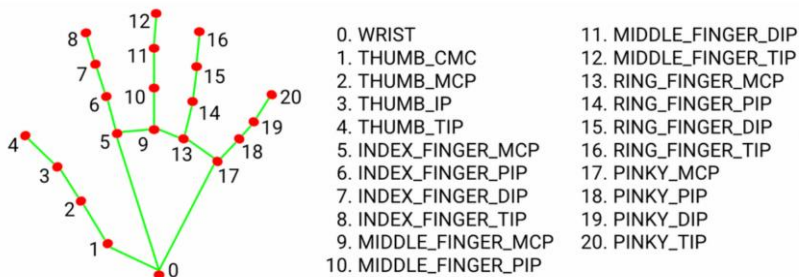 12
8
16
11
7
15
6
10
20
14
4
5
9
19
13
18
3
17
2
1
0
0. WRIST
1. THUMB_CMC
2. THUMB_MCP
3. THUMB_IP
4. THUMB_TIP
5. INDEX_FINGER_MCP
6. INDEX_FINGER_PIP
7. INDEX_FINGER_DIP
8. INDEX_FINGER_TIP
9. MIDDLE_FINGER_MCP
10. MIDDLE_FINGER_PIP
11. MIDDLE_FINGER_DIP
12. MIDDLE_FINGER_TIP
13. RING_FINGER_MCP
14. RING_FINGER_PIP
15. RING_FINGER_DIP
16. RING_FINGER_TIP
17. PINKY_MCP
18. PINKY_PIP
19. PINKY_DIP
20. PINKY_TIP